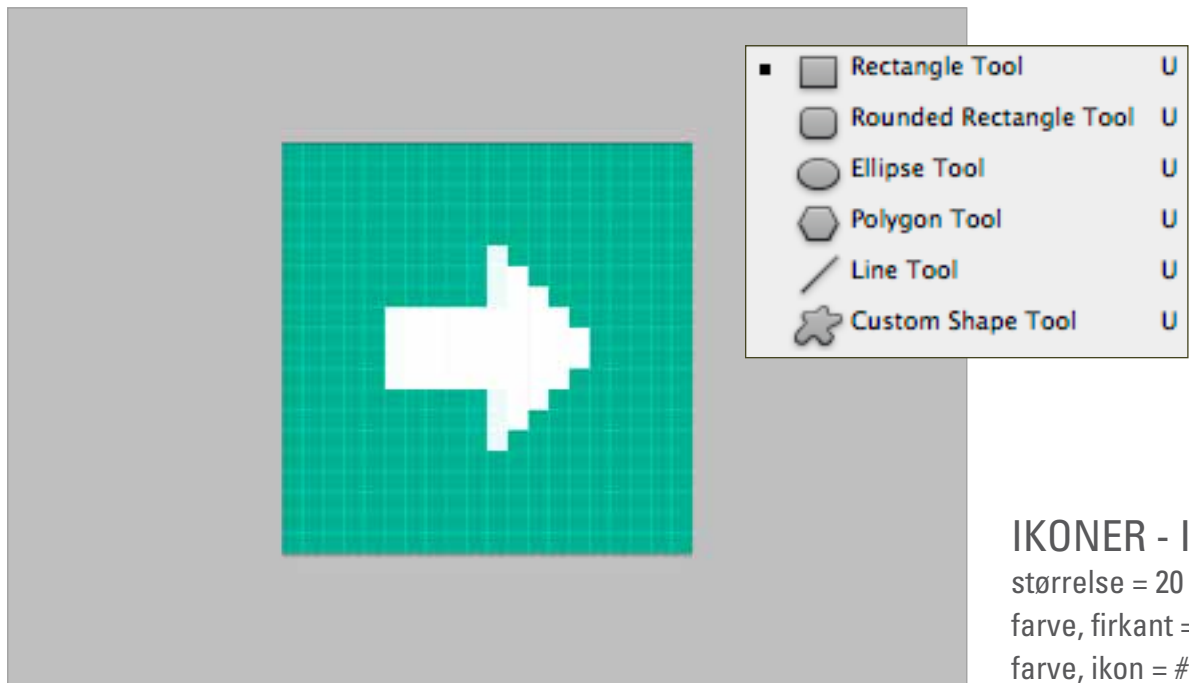 Rectangle Tool U
Rounded Rectangle Tool U
Ellipse Tool U
Polygon Tool U
Line Tool U
Custom Shape Tool U
IKONER - I
størrelse = 20
farve, firkant =
farve, ikon = #